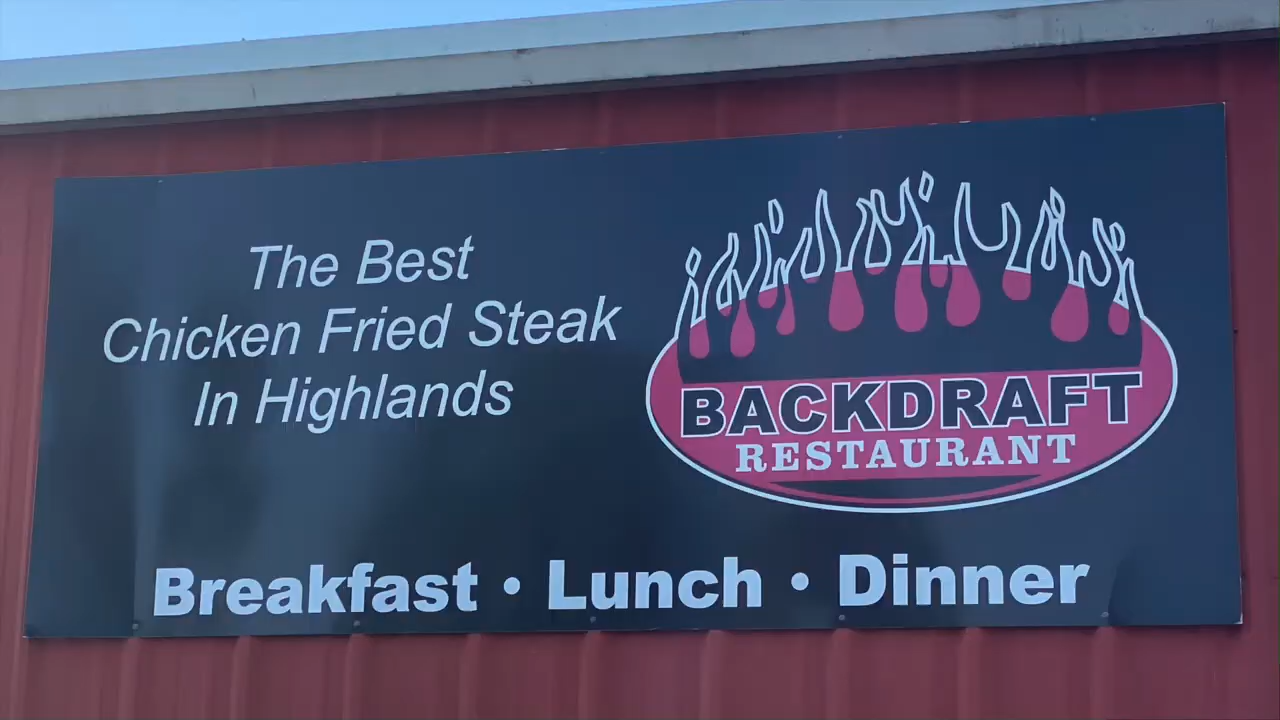 The Best
Chicken Fried Steak
In Highlands
BACKDRAFT
RESTAURANT
Breakfast • Lunch • Dinner